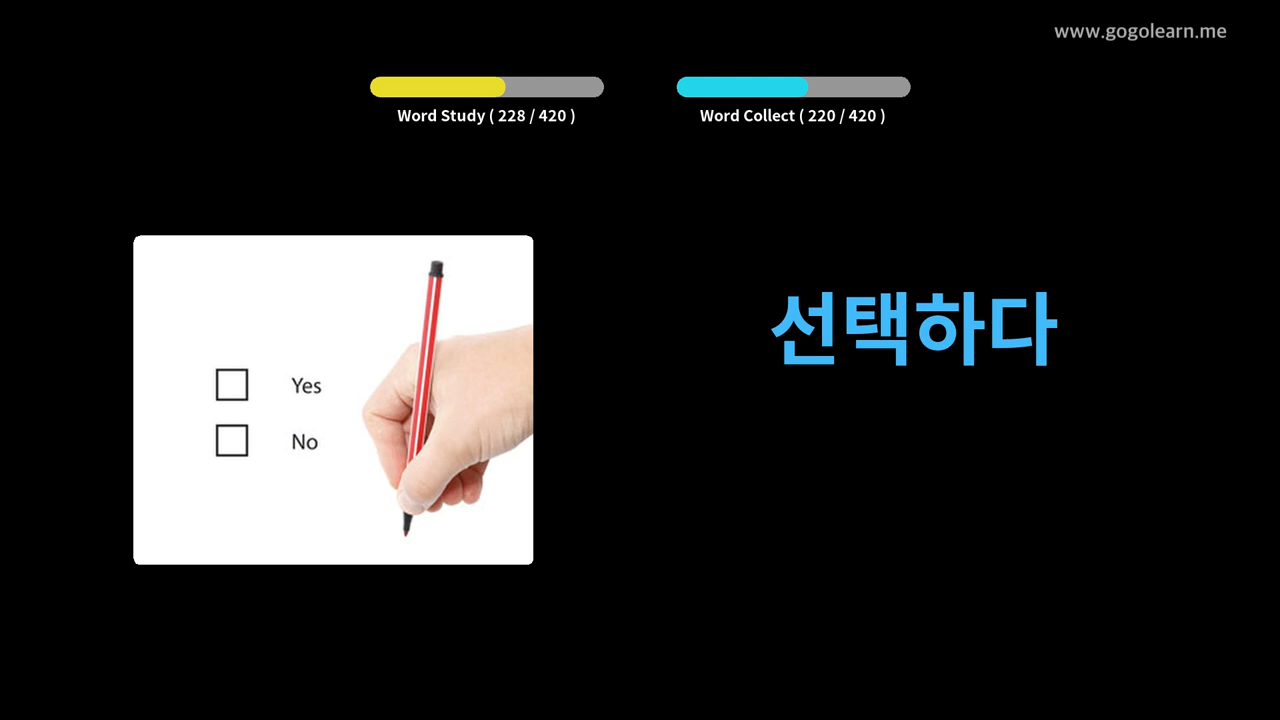 www.gogolearn.me
Word Study ( 228 / 420 )
Word Collect ( 220 / 420 )
Yes
No
선택하다